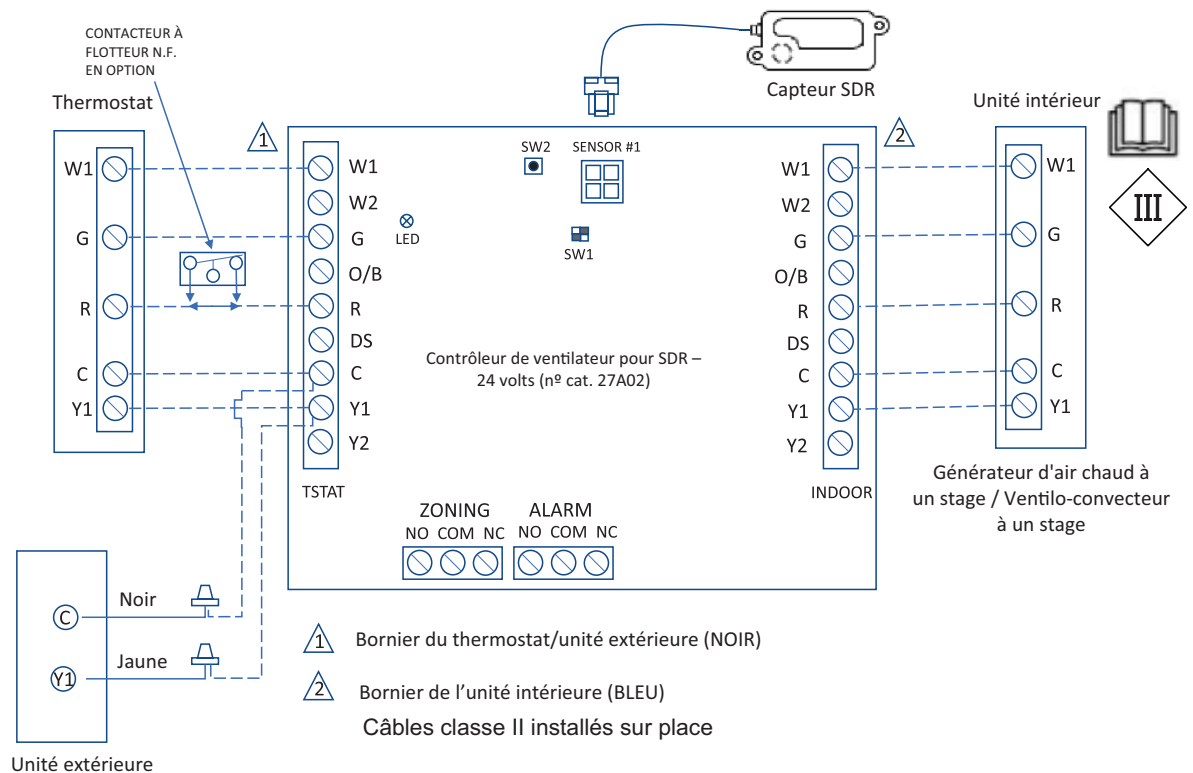 CONTACTEUR À
FLOTTEUR N.F.
EN OPTION
Thermostat
W1
G
R
C
Y1
1
W1
W2
G
O/B
R
DS
C
Y1
Y2
TSTAT
LED
SW2
SENSOR #1
SW1
Capteur SDR
Contrôleur de ventilateur pour SDR –
24 volts (nº cat. 27A02)
ZONING
NO COM NC
ALARM
NO COM NC
2
W1
W2
G
O/B
R
DS
C
Y1
Y2
INDOOR
Unité intérieur
W1
G
R
C
Y1
III
Générateur d'air chaud à
un stage / Ventilo-convecteur
à un stage
C
Noir
Y1
Jaune
Unité extérieure
1 Bornier du thermostat/unité extérieure (NOIR)
2 Bornier de l’unité intérieure (BLEU)
Câbles classe II installés sur place